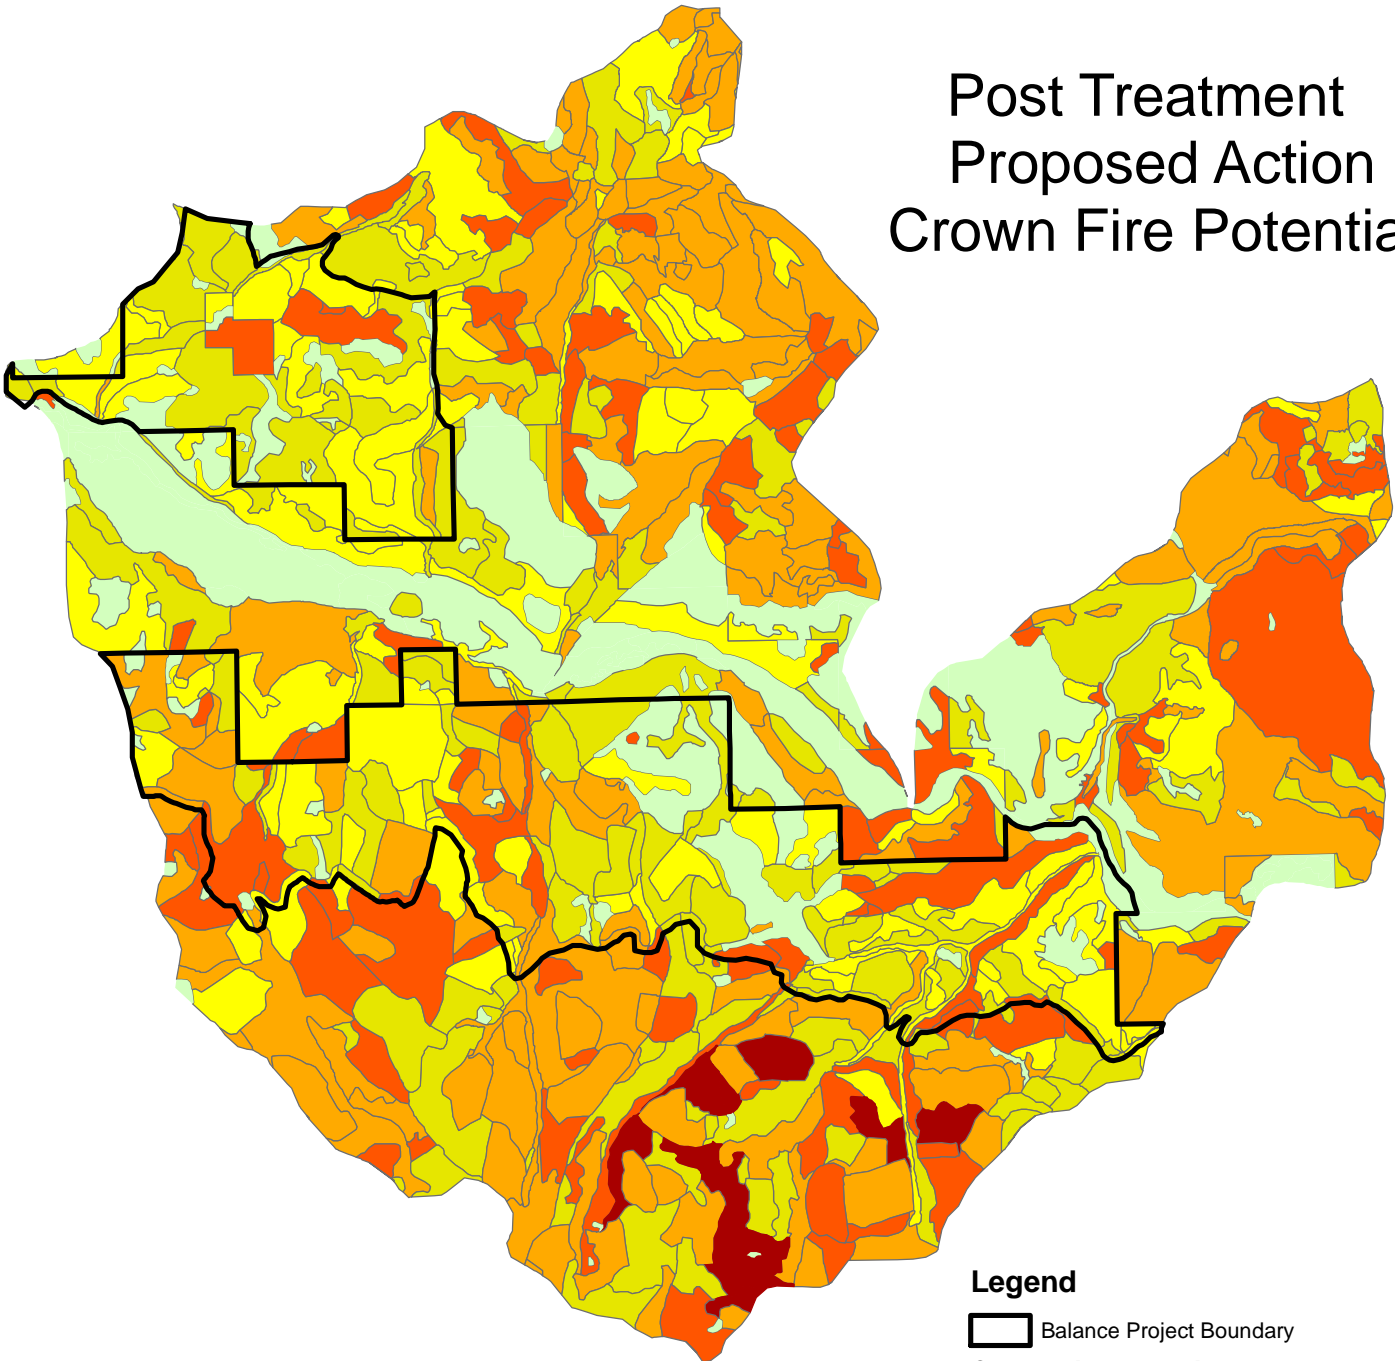 Post Treatment
Proposed Action
Crown Fire Potentia
Legend
Balance Project Boundary